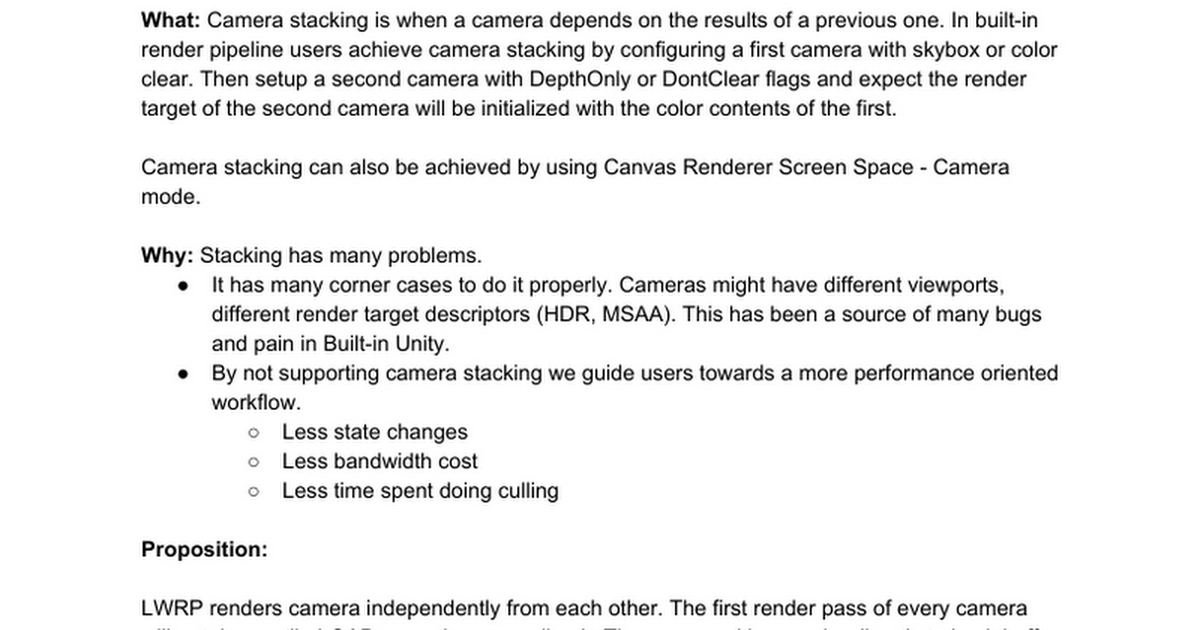 What: Camera stacking is when a camera depends on the results of a previous one. In built-in
render pipeline users achieve camera stacking by configuring a first camera with skybox or color
clear. Then setup a second camera with DepthOnly or DontClear flags and expect the render
target of the second camera will be initialized with the color contents of the first.
Camera stacking can also be achieved by using Canvas Renderer Screen Space - Camera
mode.
Why: Stacking has many problems.
● It has many corner cases to do it properly. Cameras might have different viewports,
different render target descriptors (HDR, MSAA). This has been a source of many bugs
and pain in Built-in Unity.
● By not supporting camera stacking we guide users towards a more performance oriented
workflow.
○ Less state changes
○ Less bandwidth cost
○ Less time spent doing culling
Proposition:
LWRP renders camera independently from each other. The first render pass of every camera